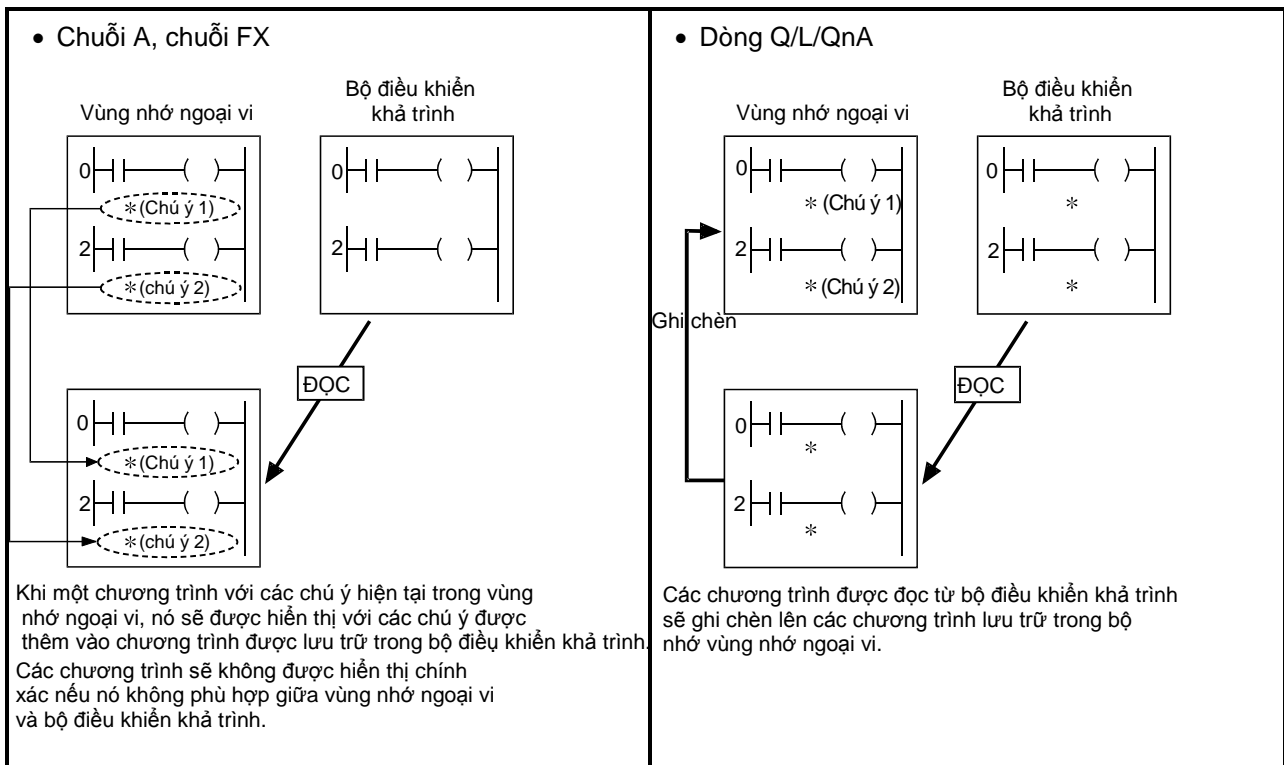 • Chuỗi A, chuỗi FX
Vùng nhớ ngoại vi
Bộ điều khiển
khả trình
0
*(Chú ý 1)
2
*(chú ý 2)
0
2
ĐỌC
0
*(Chú ý 1)
2
*(chú ý 2)
Khi một chương trình với các chú ý hiện tại trong vùng
nhớ ngoại vi, nó sẽ được hiển thị với các chú ý được
thêm vào chương trình được lưu trữ trong bộ điều khiển khả trình.
Các chương trình sẽ không được hiển thị chính
xác nếu nó không phù hợp giữa vùng nhớ ngoại vi
và bộ điều khiển khả trình.
• Dòng Q/L/QnA
Vùng nhớ ngoại vi
Bộ điều khiển
khả trình
0
* (Chú ý 1)
2
* (Chú ý 2)
0
*
2
*
Ghi chèn
ĐỌC
0
*
2
*
Các chương trình được đọc từ bộ điều khiển khả trình
sẽ ghi chèn lên các chương trình lưu trữ trong bộ
nhớ vùng nhớ ngoại vi.